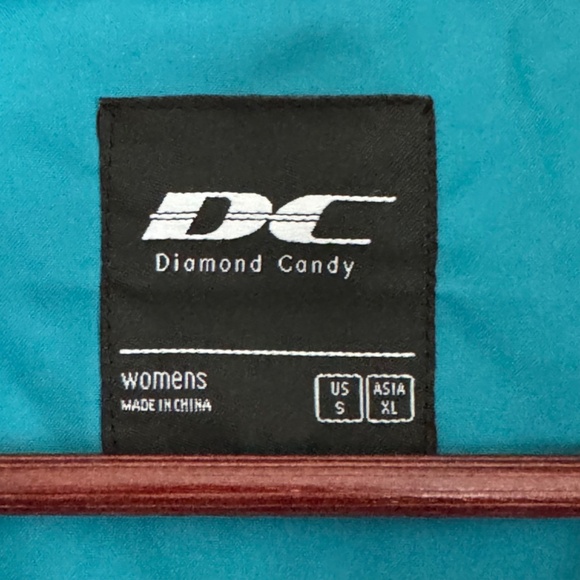 DC
Diamond Candy
womens
MADE IN CHINA
US
S
ASIA
XL